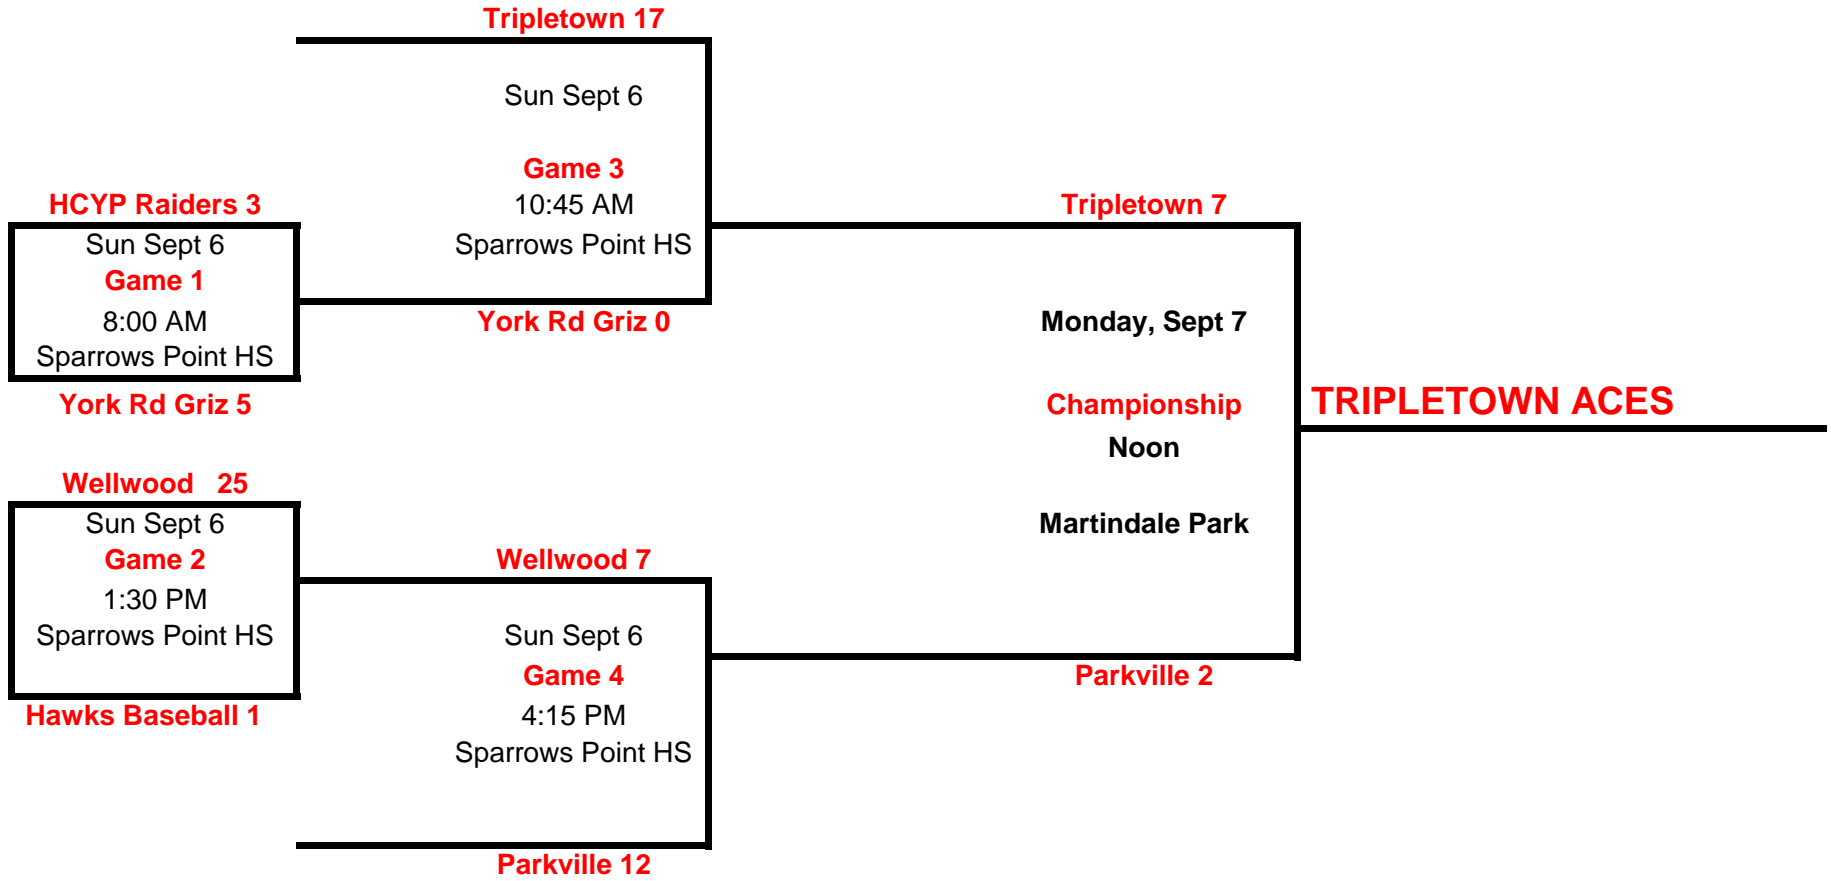 Tripletown 17
Sun Sept 6
Game 3
10:45 AM
Sparrows Point HS
York Rd Griz 0
HCYP Raiders 3
Sun Sept 6
Game 1
8:00 AM
Sparrows Point HS
York Rd Griz 5
Wellwood   25
Sun Sept 6
Game 2
1:30 PM
Sparrows Point HS
Hawks Baseball 1
Wellwood 7
Sun Sept 6
Game 4
4:15 PM
Sparrows Point HS
Parkville 12
Tripletown 7
Monday, Sept 7
Championship
Noon
Martindale Park
Parkville 2
TRIPLETOWN ACES